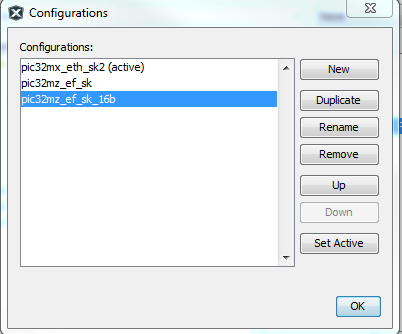 Configurations
Configurations:
pic32mx_eth_sk2 (active)
pic32mz_ef_sk
pic32mz_ef_sk_16b
New
Duplicate
Rename
Remove
Up
Down
Set Active
OK